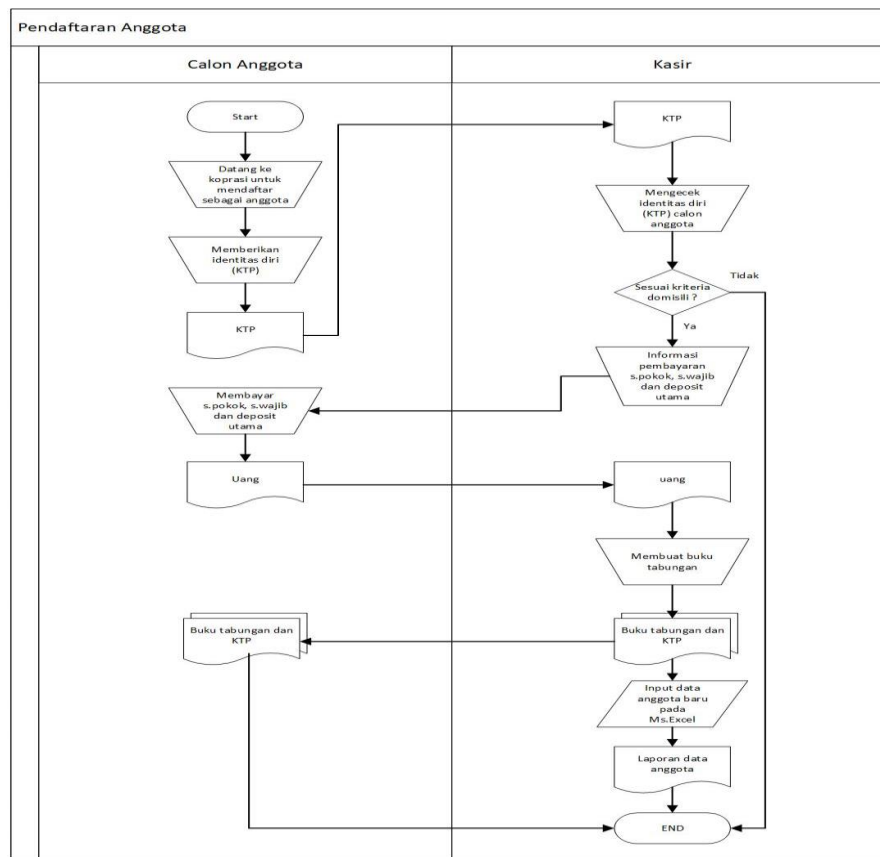 Pendaftaran Anggota
Calon Anggota
Kasir
Start
Datang ke
koprasi untuk
mendaftar
sebagai anggota
Memberikan
identitas diri
(KTP)
KTP
KTP
Mengecek
identitas diri
(KTP) calon
anggota
Sesuai kriteria
domisili ?
Tidak
Ya
Informasi
pembayaran
s.pokok, s.wajib
dan deposit
utama
Membayar
s.pokok, s.wajib
dan deposit
utama
Uang
uang
Membuat buku
tabungan
Buku tabungan dan
KTP
Buku tabungan dan
KTP
Input data
anggota baru
pada
Ms.Excel
Laporan data
anggota
END